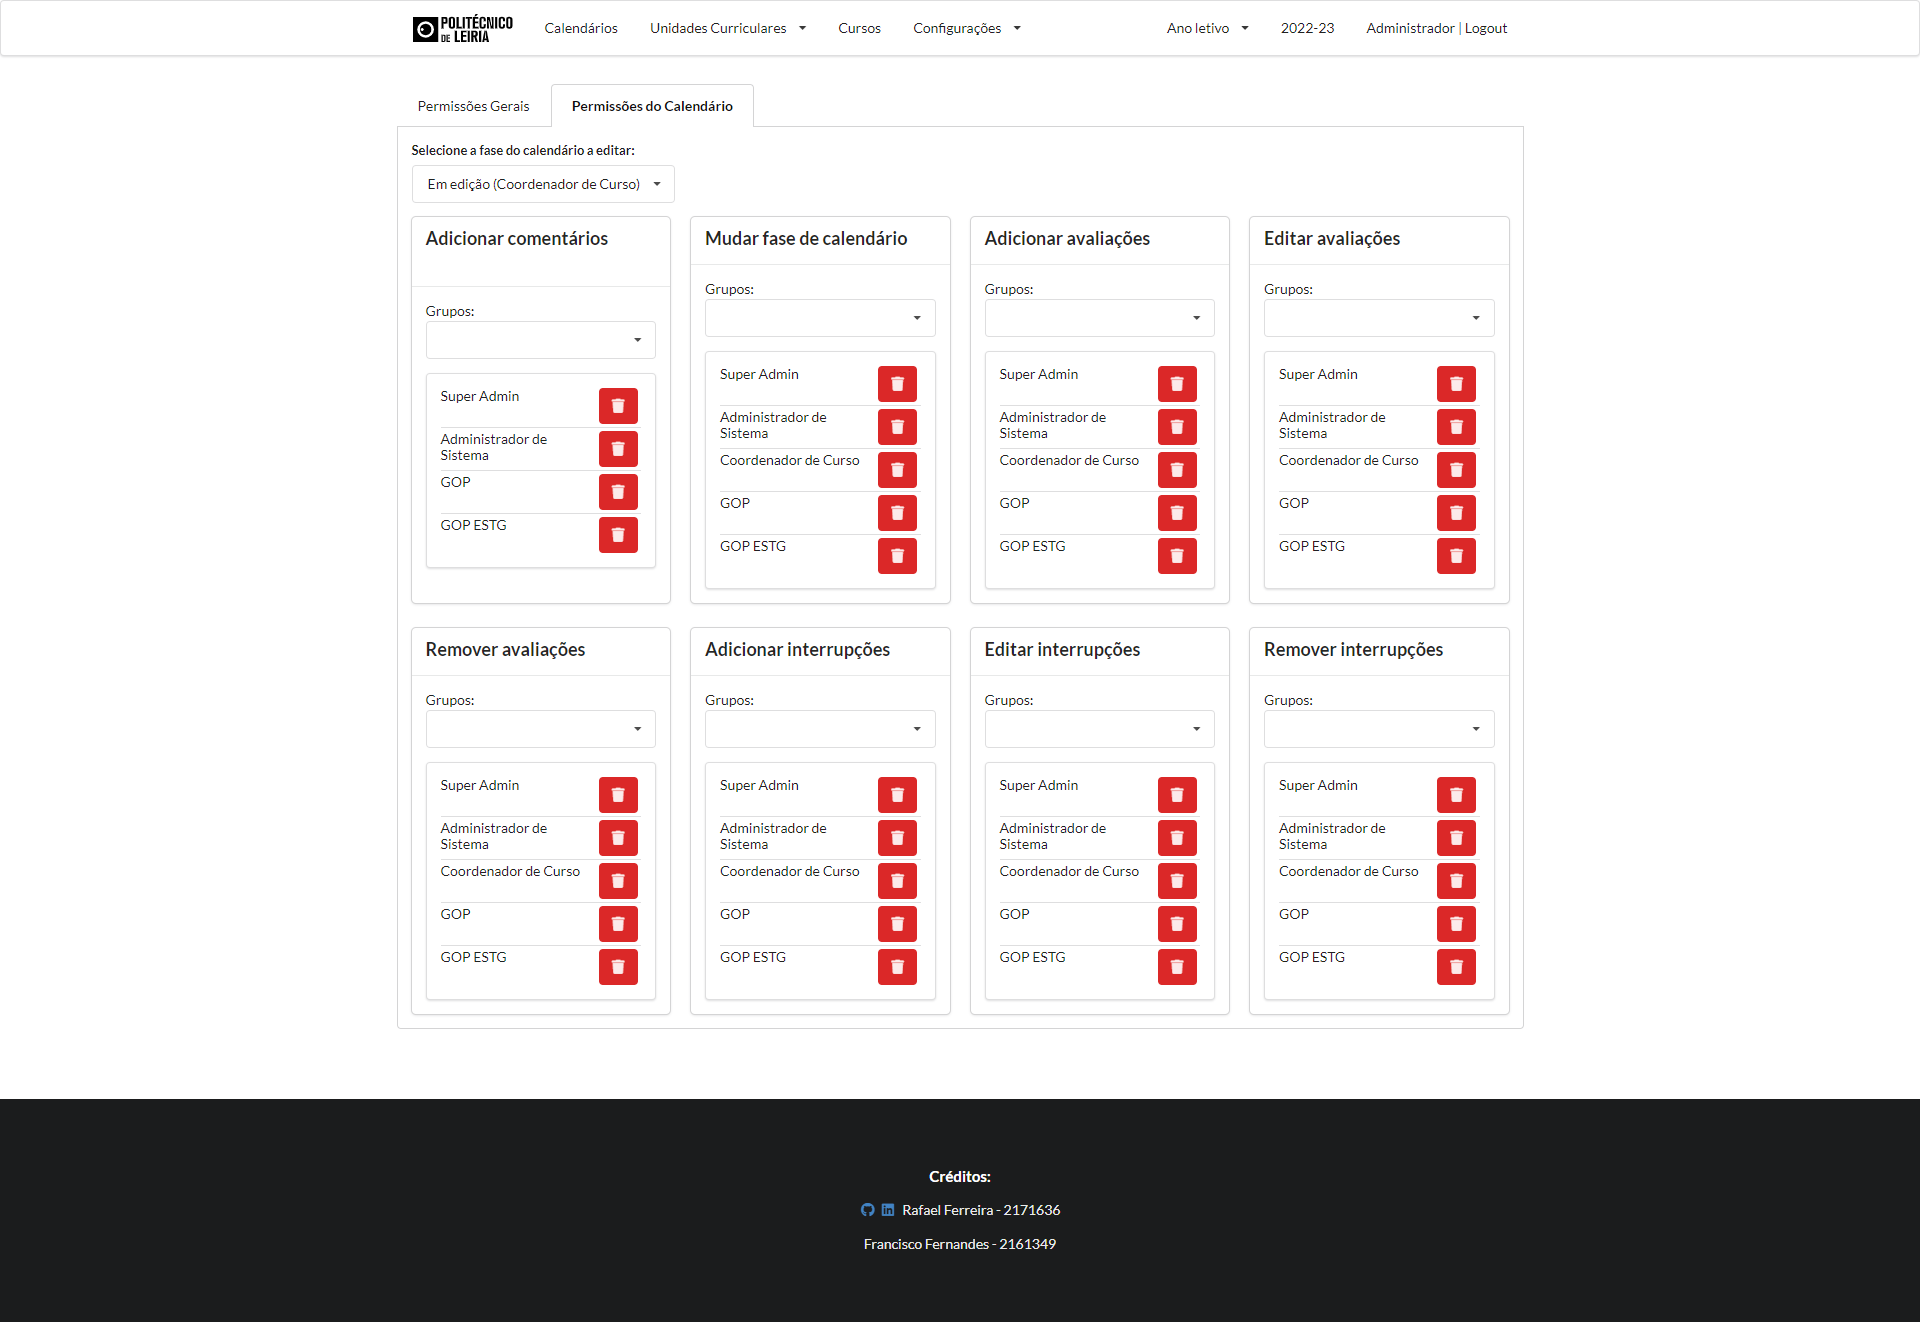 POLITÉCNICO
DE LEIRIA
Calendários
Unidades Curriculares
Cursos
Configurações
Ano letivo
2022-23
Administrador | Logout
Permissões Gerais
Permissões do Calendário
Selecione a fase do calendário a editar:
Em edição (Coordenador de Curso)
Adicionar comentários
Grupos:
Super Admin
Administrador de
Sistema
GOP
GOP ESTG
Mudar fase de calendário
Grupos:
Super Admin
Administrador de
Sistema
Coordenador de Curso
GOP
GOP ESTG
Adicionar avaliações
Grupos:
Super Admin
Administrador de
Sistema
Coordenador de Curso
GOP
GOP ESTG
Editar avaliações
Grupos:
Super Admin
Administrador de
Sistema
Coordenador de Curso
GOP
GOP ESTG
Remover avaliações
Grupos:
Super Admin
Administrador de
Sistema
Coordenador de Curso
GOP
GOP ESTG
Adicionar interrupções
Grupos:
Super Admin
Administrador de
Sistema
Coordenador de Curso
GOP
GOP ESTG
Editar interrupções
Grupos:
Super Admin
Administrador de
Sistema
Coordenador de Curso
GOP
GOP ESTG
Remover interrupções
Grupos:
Super Admin
Administrador de
Sistema
Coordenador de Curso
GOP
GOP ESTG
Créditos:
Rafael Ferreira - 2171636
Francisco Fernandes - 2161349